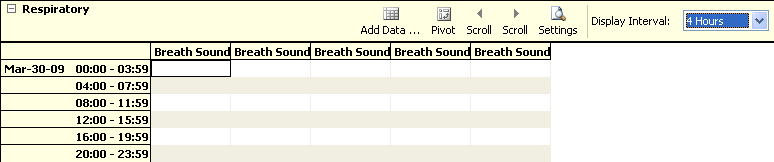 Respiratory
Add Data ... Pivot Scroll Scroll Settings Display Interval: 4 Hours
Breath Sound Breath Sound Breath Sound Breath Sound Breath Sound
Mar-30-09 00:00 - 03:59
04:00 - 07:59
08:00 - 11:59
12:00 - 15:59
16:00 - 19:59
20:00 - 23:59